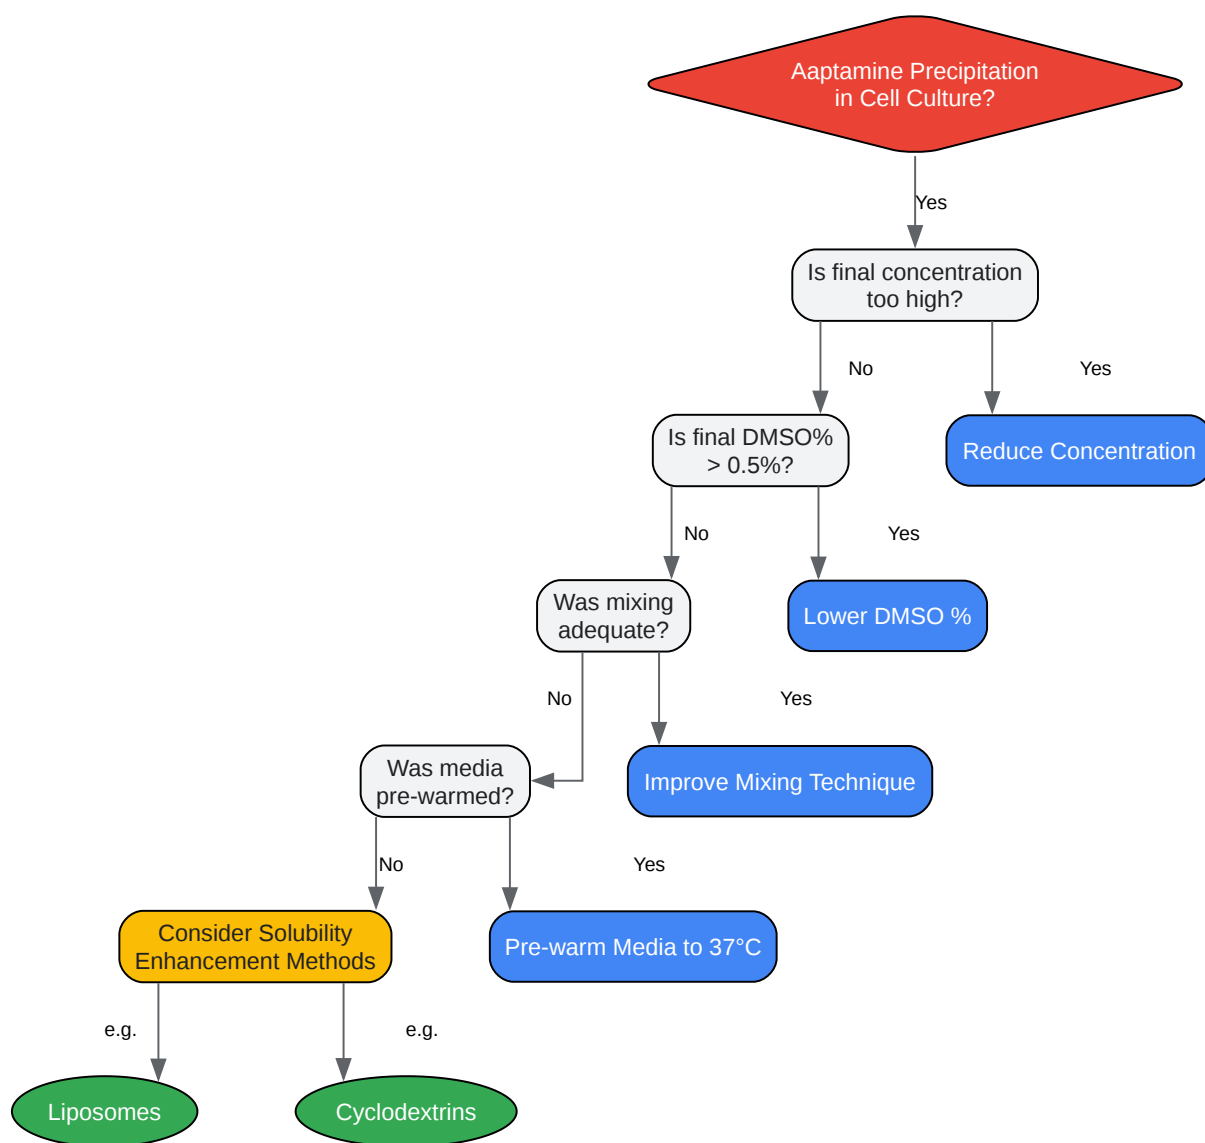 Aaptamine Precipitation
in Cell Culture?
Yes
Is final concentration
too high?
No
Yes
Is final DMSO%
> 0.5%?
Reduce Concentration
No
Yes
Was mixing
adequate?
Lower DMSO %
No
Yes
Was media
pre-warmed?
Improve Mixing Technique
No
Yes
Consider Solubility
Enhancement Methods
Pre-warm Media to 37°C
e.g.
e.g.
Liposomes
Cyclodextrins